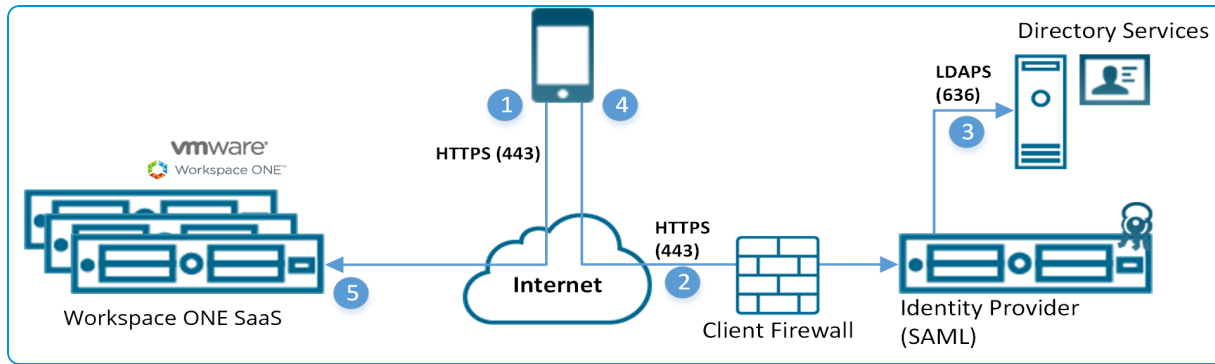 Directory Services
LDAPS
(636)
1
4
3
HTTPS (443)
vmware®
Workspace ONE™
HTTPS
(443)
Internet
2
5
Workspace ONE SaaS
Client Firewall
Identity Provider
(SAML)